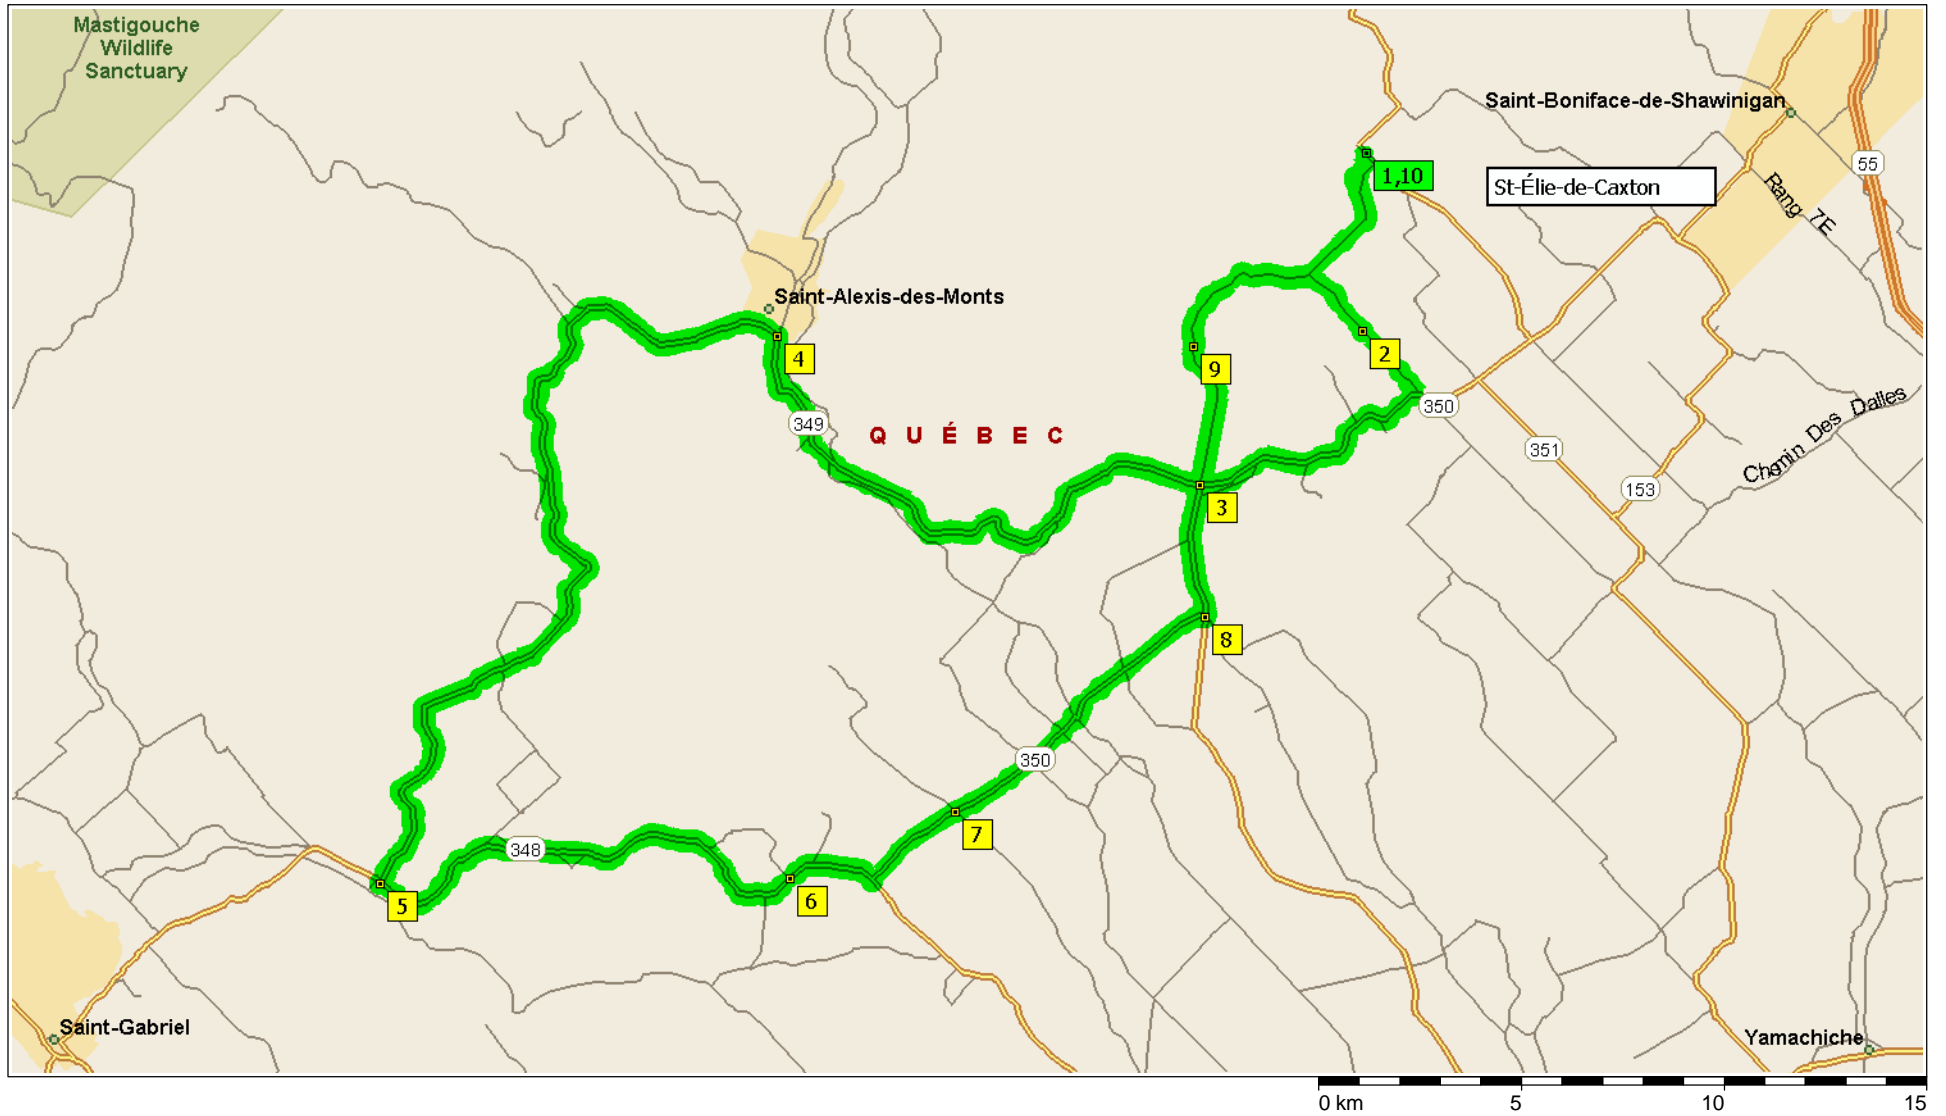 Mastigouche
Wildlife
Sanctuary
Saint-Boniface-de-Shawinigan
55
1,10
St-Élie-de-Caxton
Rang 7E
Saint-Alexis-des-Monts
4
2
9
350
349
QUÉBEC
351
Chemin Des Dalles
153
3
8
350
7
348
6
5
Saint-Gabriel
Yamachiche
0 km 5 10 15